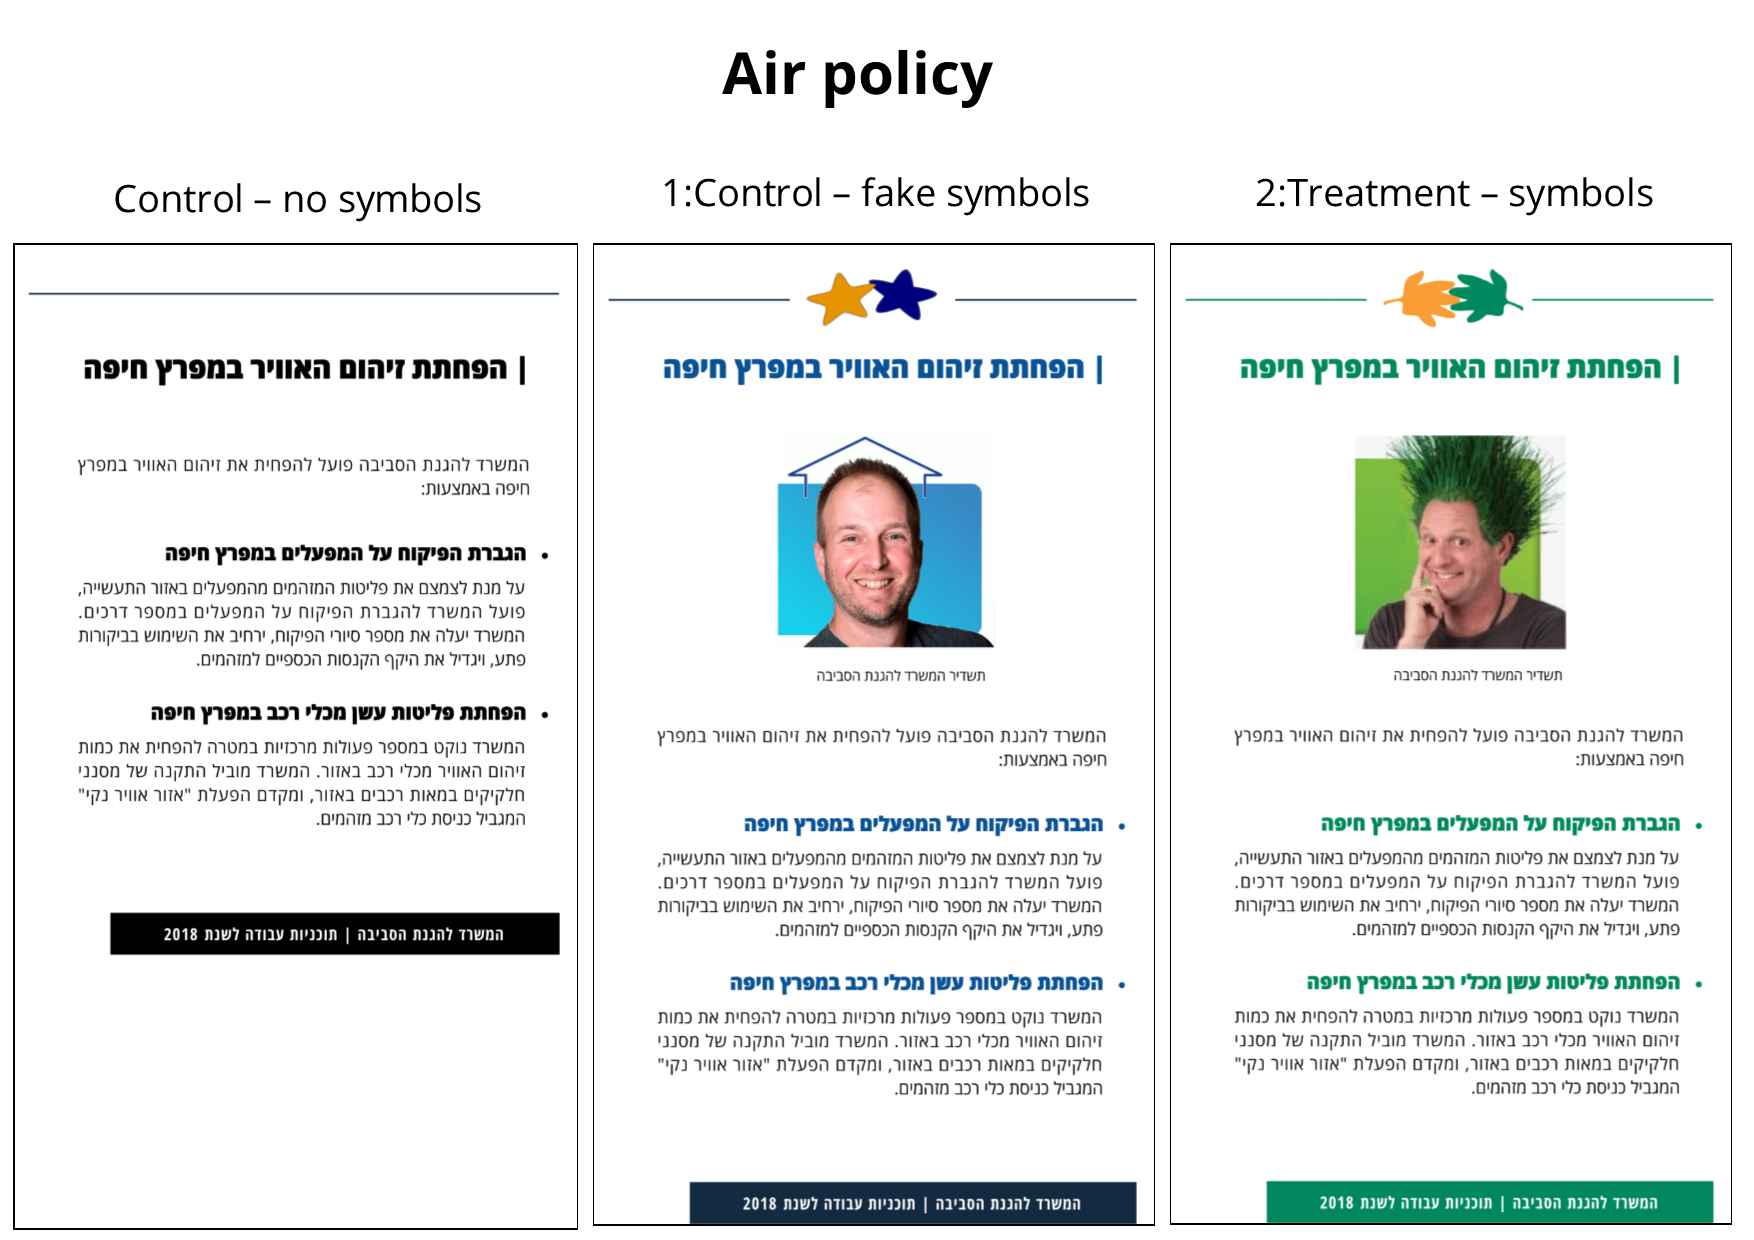 Air policy
Control – no symbols
| הפחתת זיהום האוויר במפרץ חיפה
המשרד להגנת הסביבה פועל להפחית את זיהום האוויר במפרץ
חיפה באמצעות:
• הגברת הפיקוח על המפעלים במפרץ חיפה
על מנת לצמצם את פליטות המזהמים מהמפעלים באזור התעשייה,
פועל המשרד להגברת הפיקוח על המפעלים במספר דרכים.
המשרד יעלה את מספר סיורי הפיקוח, ירחיב את השימוש בביקורות
פתע, ויגדיל את היקף הקנסות הכספיים למזהמים.
• הפחתת פליטות עשן מכלי רכב במפרץ חיפה
המשרד נוקט במספר פעולות מרכזיות במטרה להפחית את כמות
זיהום האוויר מכלי רכב באזור. המשרד מוביל התקנה של מסנני
חלקיקים במאות רכבים באזור, ומקדם הפעלת "אזור אוויר נקי"
המגביל כניסת כלי רכב מזהמים.
המשרד להגנת הסביבה | תוכניות עבודה לשנת 2018
1:Control – fake symbols
| הפחתת זיהום האוויר במפרץ חיפה
תשדיר המשרד להגנת הסביבה
המשרד להגנת הסביבה פועל להפחית את זיהום האוויר במפרץ
חיפה באמצעות:
• הגברת הפיקוח על המפעלים במפרץ חיפה
על מנת לצמצם את פליטות המזהמים מהמפעלים באזור התעשייה,
פועל המשרד להגברת הפיקוח על המפעלים במספר דרכים.
המשרד יעלה את מספר סיורי הפיקוח, ירחיב את השימוש בביקורות
פתע, ויגדיל את היקף הקנסות הכספיים למזהמים.
• הפחתת פליטות עשן מכלי רכב במפרץ חיפה
המשרד נוקט במספר פעולות מרכזיות במטרה להפחית את כמות
זיהום האוויר מכלי רכב באזור. המשרד מוביל התקנה של מסנני
חלקיקים במאות רכבים באזור, ומקדם הפעלת "אזור אוויר נקי"
המגביל כניסת כלי רכב מזהמים.
המשרד להגנת הסביבה | תוכניות עבודה לשנת 2018
2:Treatment – symbols
| הפחתת זיהום האוויר במפרץ חיפה
תשדיר המשרד להגנת הסביבה
המשרד להגנת הסביבה פועל להפחית את זיהום האוויר במפרץ
חיפה באמצעות:
• הגברת הפיקוח על המפעלים במפרץ חיפה
על מנת לצמצם את פליטות המזהמים מהמפעלים באזור התעשייה,
פועל המשרד להגברת הפיקוח על המפעלים במספר דרכים.
המשרד יעלה את מספר סיורי הפיקוח, ירחיב את השימוש בביקורות
פתע, ויגדיל את היקף הקנסות הכספיים למזהמים.
• הפחתת פליטות עשן מכלי רכב במפרץ חיפה
המשרד נוקט במספר פעולות מרכזיות במטרה להפחית את כמות
זיהום האוויר מכלי רכב באזור. המשרד מוביל התקנה של מסנני
חלקיקים במאות רכבים באזור, ומקדם הפעלת "אזור אוויר נקי"
המגביל כניסת כלי רכב מזהמים.
המשרד להגנת הסביבה | תוכניות עבודה לשנת 2018